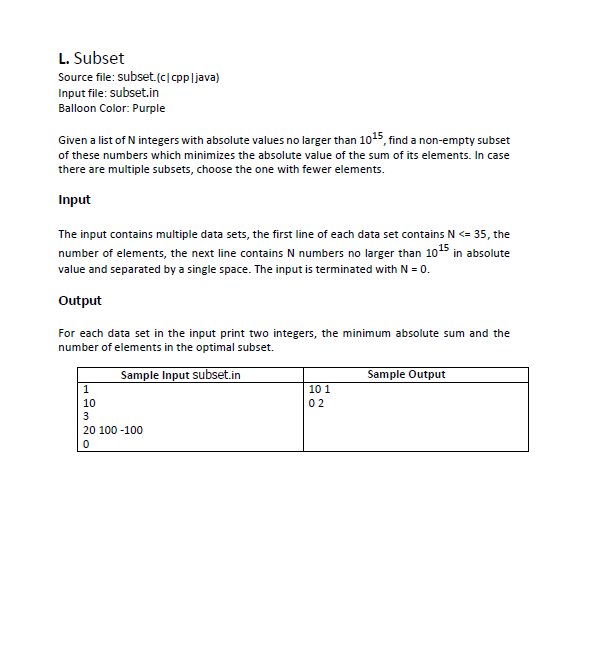 L. Subset
Source file: subset.(c|cpp|java)
Input file: subset.in
Balloon Color: Purple
Given a list of N integers with absolute values no larger than 10^15, find a non-empty subset
of these numbers which minimizes the absolute value of the sum of its elements. In case
there are multiple subsets, choose the one with fewer elements.
Input
The input contains multiple data sets, the first line of each data set contains N <= 35, the
number of elements, the next line contains N numbers no larger than 10^15 in absolute
value and separated by a single space. The input is terminated with N = 0.
Output
For each data set in the input print two integers, the minimum absolute sum and the
number of elements in the optimal subset.
Sample Input subset.in Sample Output
1 10 1
10 0 2
3
20 100 -100
0